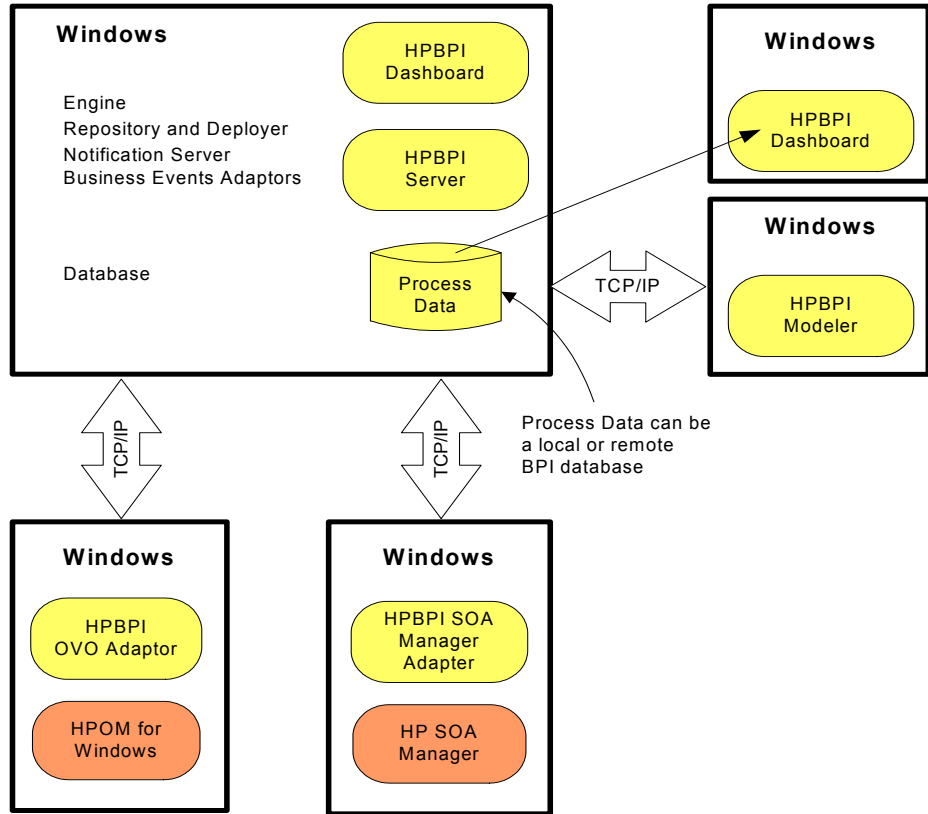 Windows
HPBPI
Dashboard
Engine
Repository and Deployer
Notification Server
Business Events Adaptors
HPBPI
Server
Database
Process
Data
Windows
HPBPI
Dashboard
Windows
HPBPI
Modeler
TCP/IP
Process Data can be
a local or remote
BPI database
TCP/IP
TCP/IP
Windows
HPBPI
OVO Adaptor
HPOM for
Windows
Windows
HPBPI SOA
Manager
Adapter
HP SOA
Manager